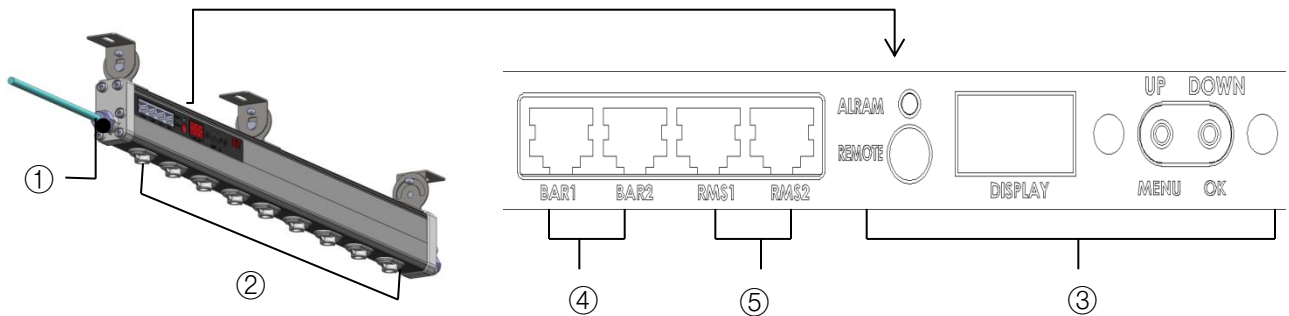 UP DOWN
ALRAM
REMOTE
BAR1 BAR2 RMS1 RMS2
DISPLAY
MENU OK
①
②
④
⑤
③